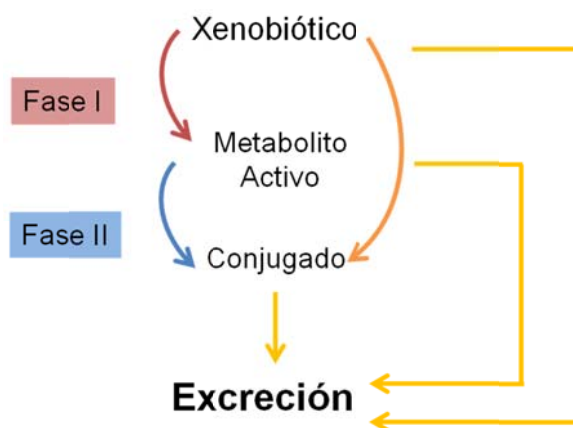 Xenobiótico
Fase I
Metabolito
Activo
Fase II
Conjugado
Excreción